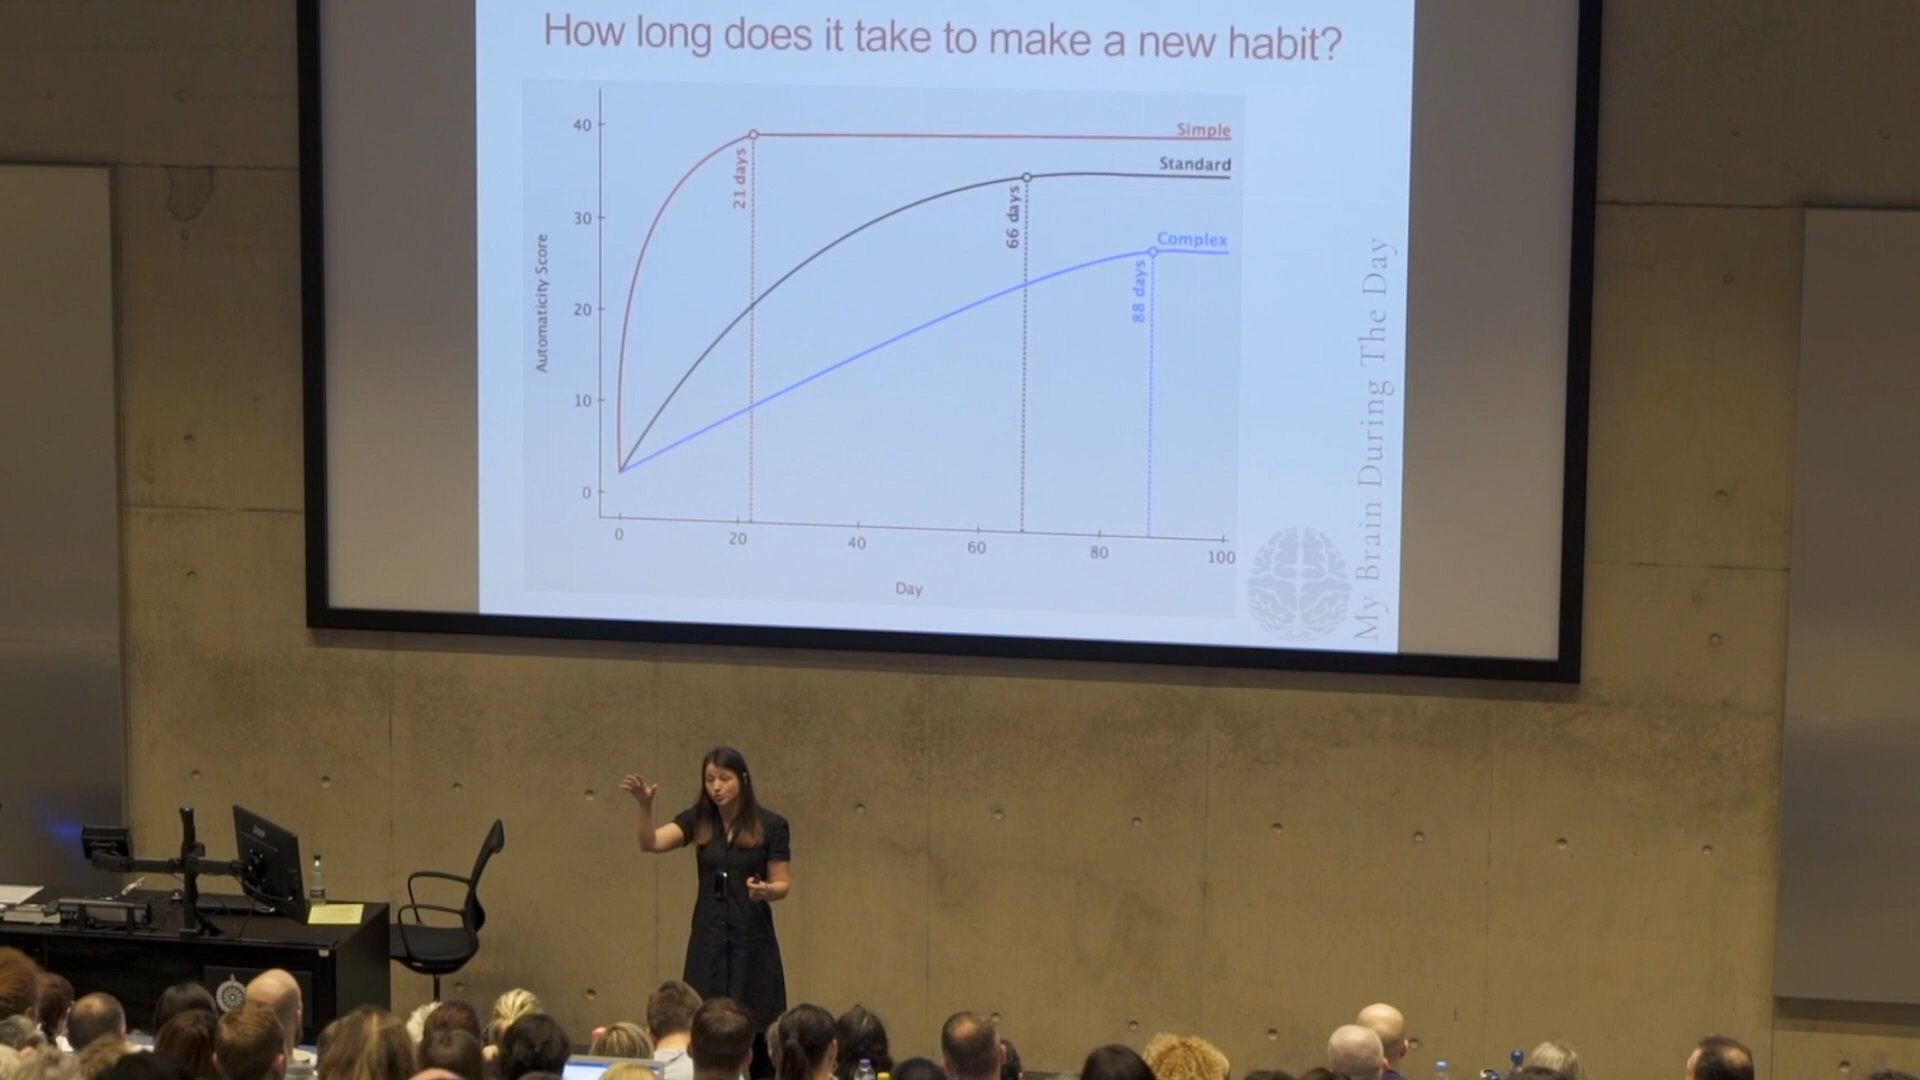 How long does it take to make a new habit?
40
30
20
10
0
Automaticity Score
Simple
Standard
Complex
21 days
66 days
88 days
0 20 40 60 80 100
Day
My Brain During The Day